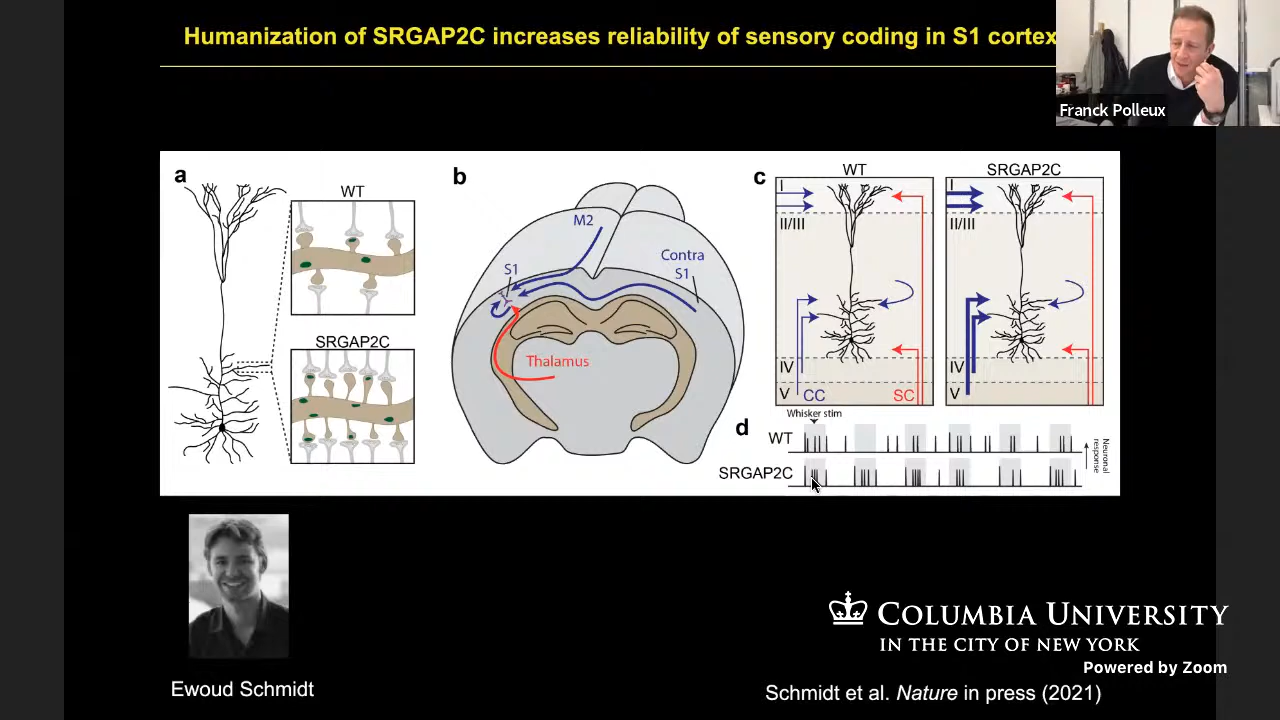 Humanization of SRGAP2C increases reliability of sensory coding in S1 cortex
Franck Polleux
a
WT
SRGAP2C
b
M2
S1
Contra
S1
Thalamus
c
WT
SRGAP2C
I
II/III
IV
V
CC
SC
I
II/III
IV
V
d
Whisker stim
WT
SRGAP2C
Neuronal
response
Ewoud Schmidt
COLUMBIA UNIVERSITY
IN THE CITY OF NEW YORK
Powered by Zoom
Schmidt et al. Nature in press (2021)